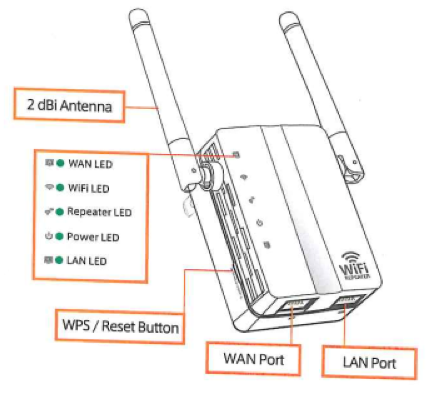 2 dBi Antenna
WAN LED
WiFi LED
Repeater LED
Power LED
LAN LED
WiFi
REPEATER
WPS / Reset Button
WAN Port
LAN Port